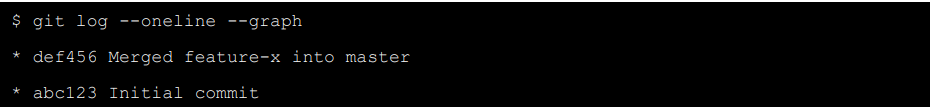 $ git log --oneline --graph
* def456 Merged feature-x into master
* abc123 Initial commit